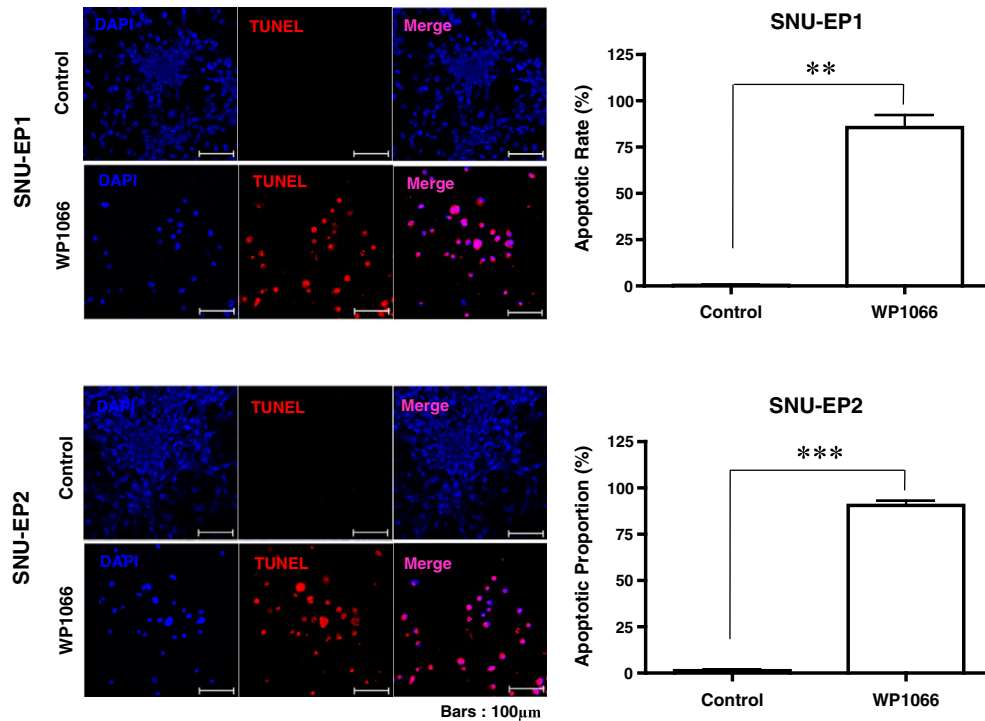 SNU-EP1
Control
DAPI
TUNEL
Merge
WP1066
DAPI
TUNEL
Merge
SNU-EP1
Apoptotic Rate (%)
125
100
75
50
25
0
**
Control
WP1066
SNU-EP2
Control
DAPI
TUNEL
Merge
WP1066
DAPI
TUNEL
Merge
Bars : 100μm
SNU-EP2
Apoptotic Proportion (%)
125
100
75
50
25
0
***
Control
WP1066